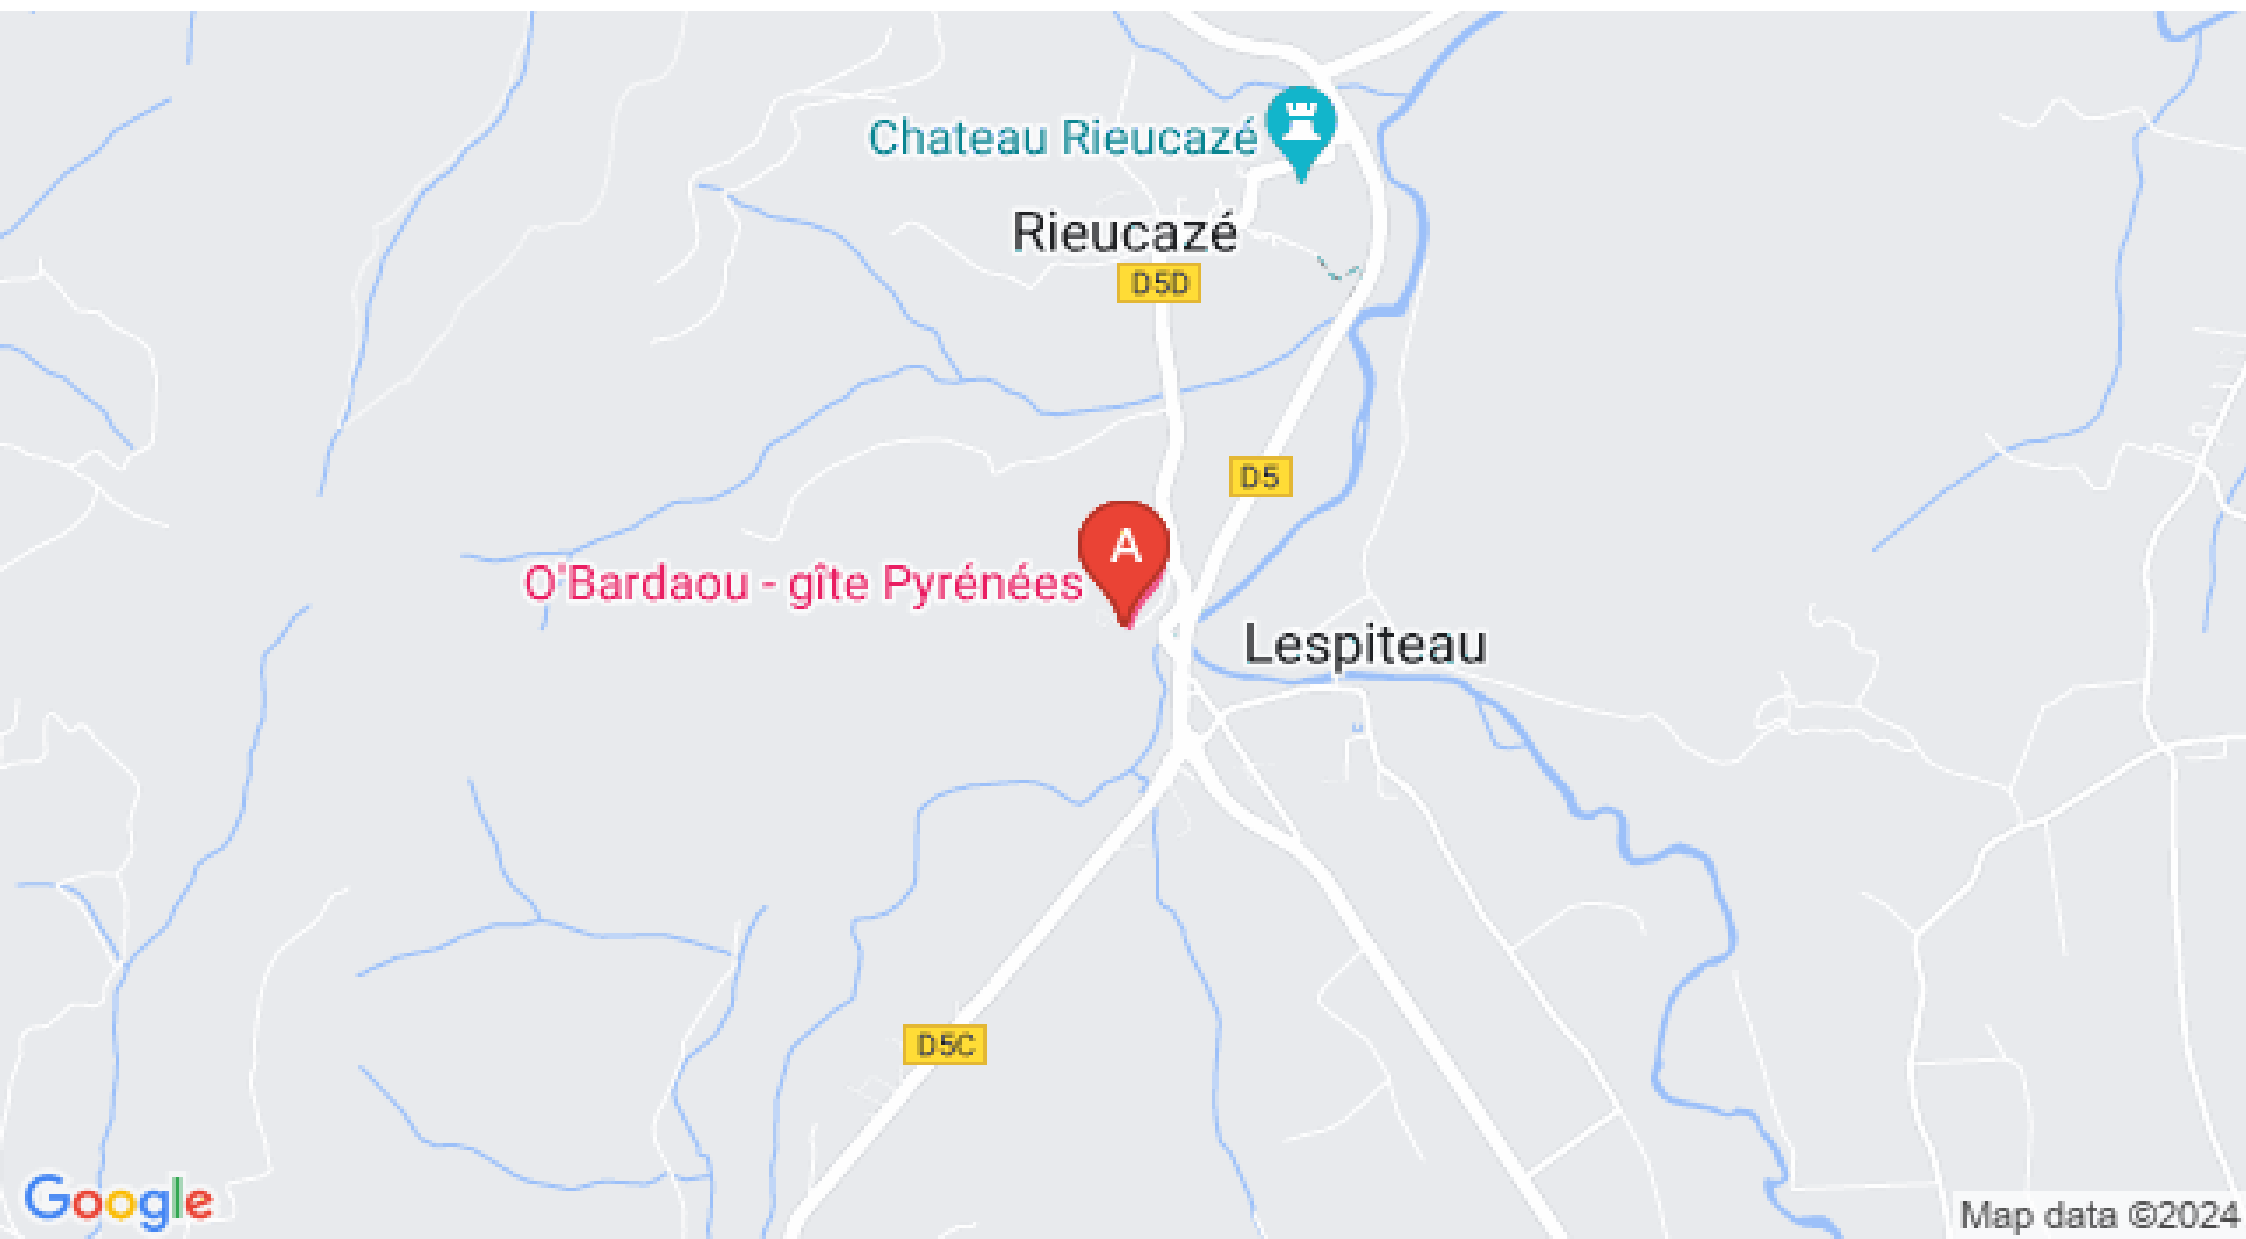 Chateau Rieucazé
Rieucazé
D5D
D5
A
O'Bardaou - gîte Pyrénées
Lespiteau
D5C
Google
Map data ©2024